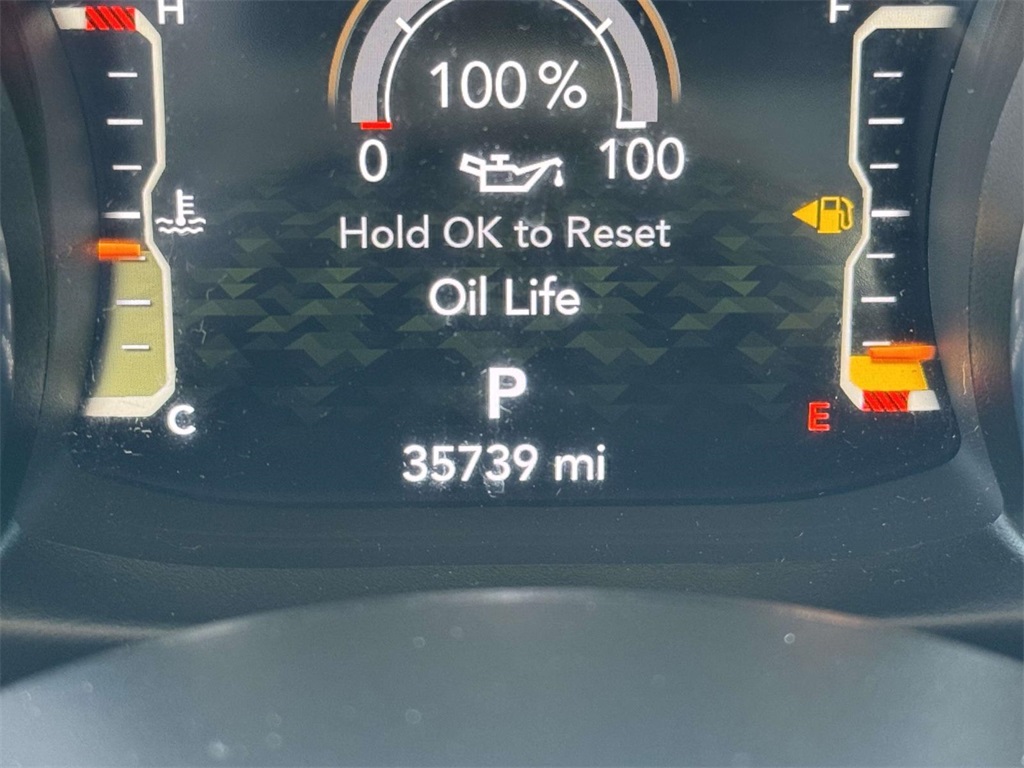 H
F
100 %
0
100
Hold OK to Reset
Oil Life
P
C
E
35739 mi